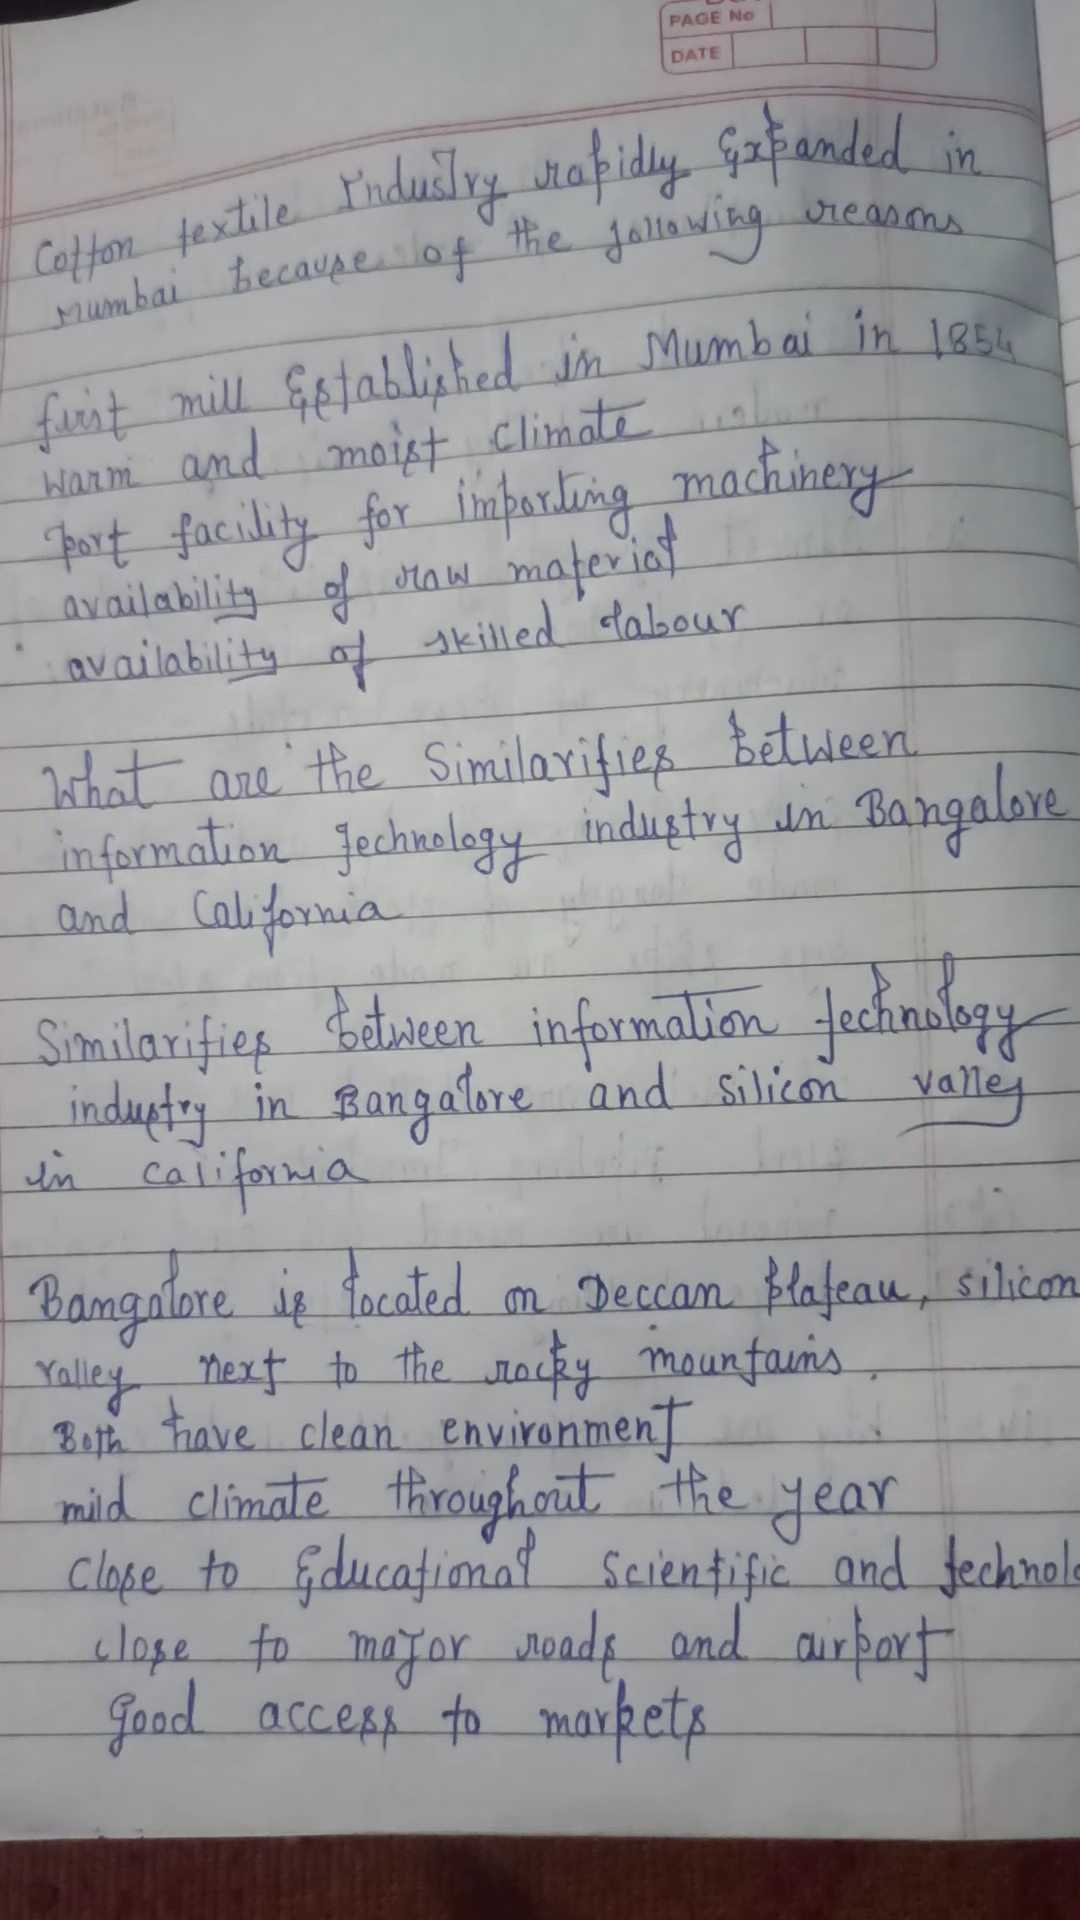 PAGE No
DATE
Cotton textile Industry rapidly Expanded in
Mumbai because of the following reasons
first mill Established in Mumbai in 1854
warm and moist climate
port facility for importing machinery
availability of raw material
availability of skilled labour
What are the Similarities between
information technology industry in Bangalore
and California
Similarities between information technology
industry in Bangalore and silicon valley
in california
Bangalore is located on Deccan plateau, silicon
valley next to the rocky mountains.
Both have clean environment
mild climate throughout the year
close to Educational scientific and technolo
close to major roads and airport
good access to markets